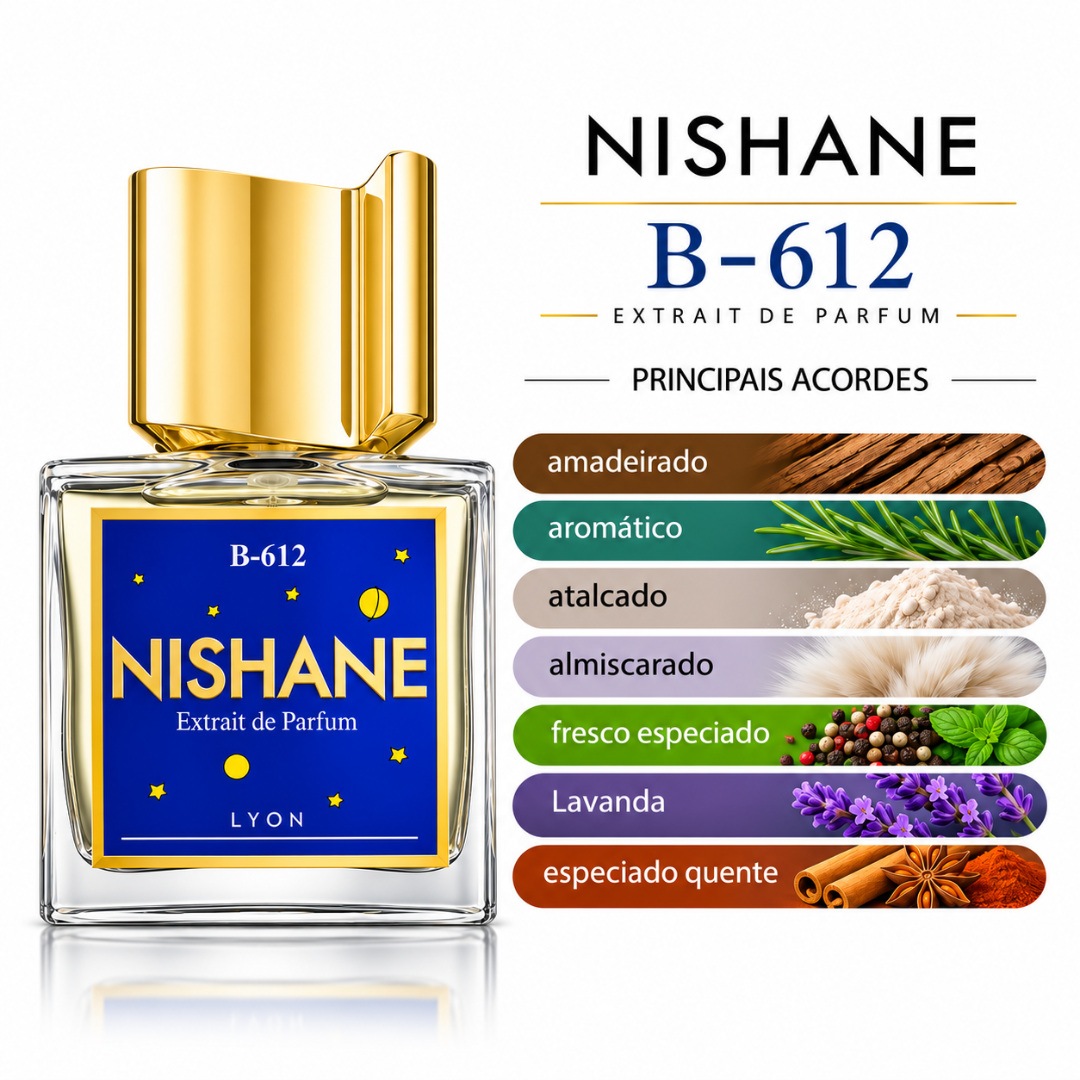 NISHANE
B-612
EXTRAIT DE PARFUM
PRINCIPAIS ACORDES
amadeirado
aromático
atalcado
almiscarado
fresco especiado
Lavanda
especiado quente
B-612
NISHANE
Extrait de Parfum
LYON